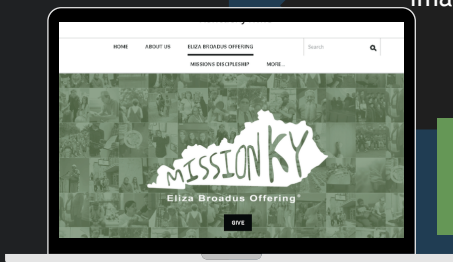 HOME ABOUT US ELIZA BROADUS OFFERING Search
MISSIONS DISCIPLESHIP MORE...
MISSION KY
Eliza Broadus Offering
GIVE